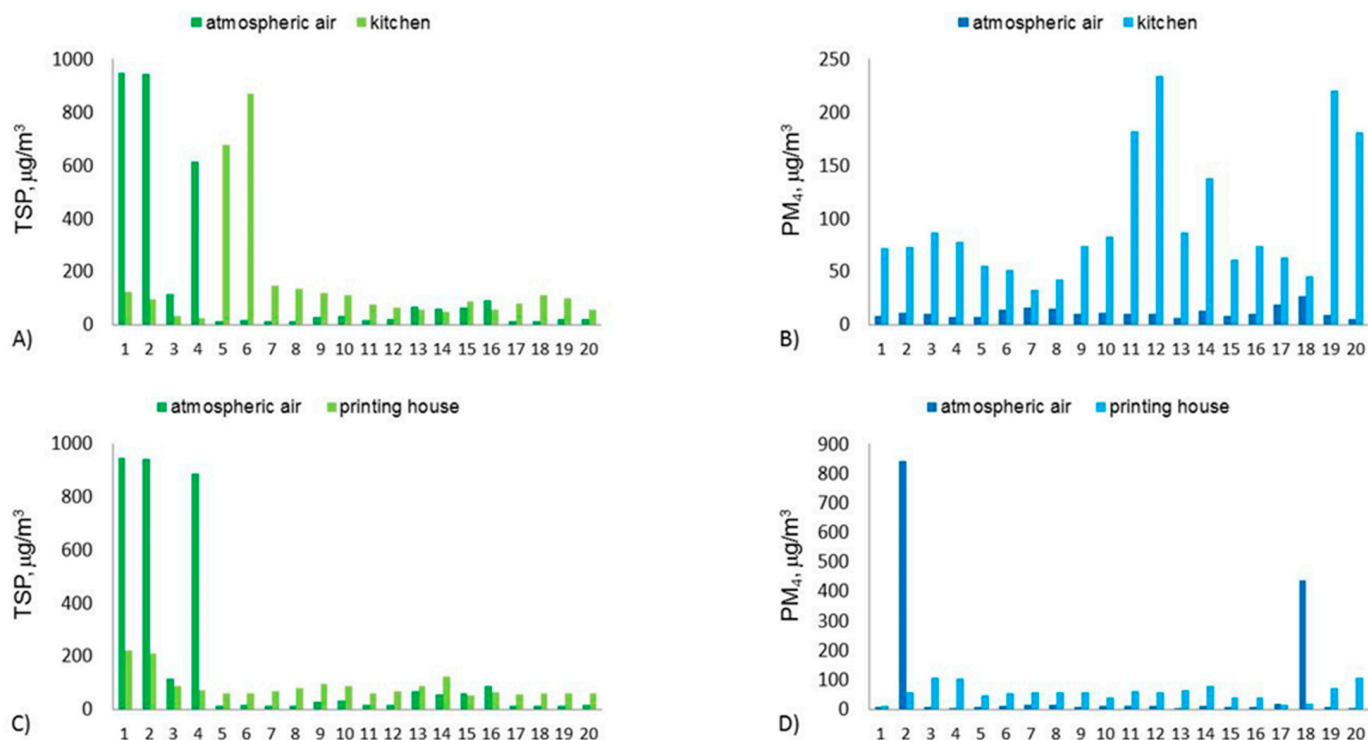 atmospheric air kitchen
1000
800
600
400
200
0
TSP, µg/m³
1 2 3 4 5 6 7 8 9 10 11 12 13 14 15 16 17 18 19 20
A)
atmospheric air kitchen
250
200
150
100
50
0
PM₄, µg/m³
1 2 3 4 5 6 7 8 9 10 11 12 13 14 15 16 17 18 19 20
B)
atmospheric air printing house
1000
800
600
400
200
0
TSP, µg/m³
1 2 3 4 5 6 7 8 9 10 11 12 13 14 15 16 17 18 19 20
C)
atmospheric air printing house
900
800
700
600
500
400
300
200
100
0
PM₄, µg/m³
1 2 3 4 5 6 7 8 9 10 11 12 13 14 15 16 17 18 19 20
D)